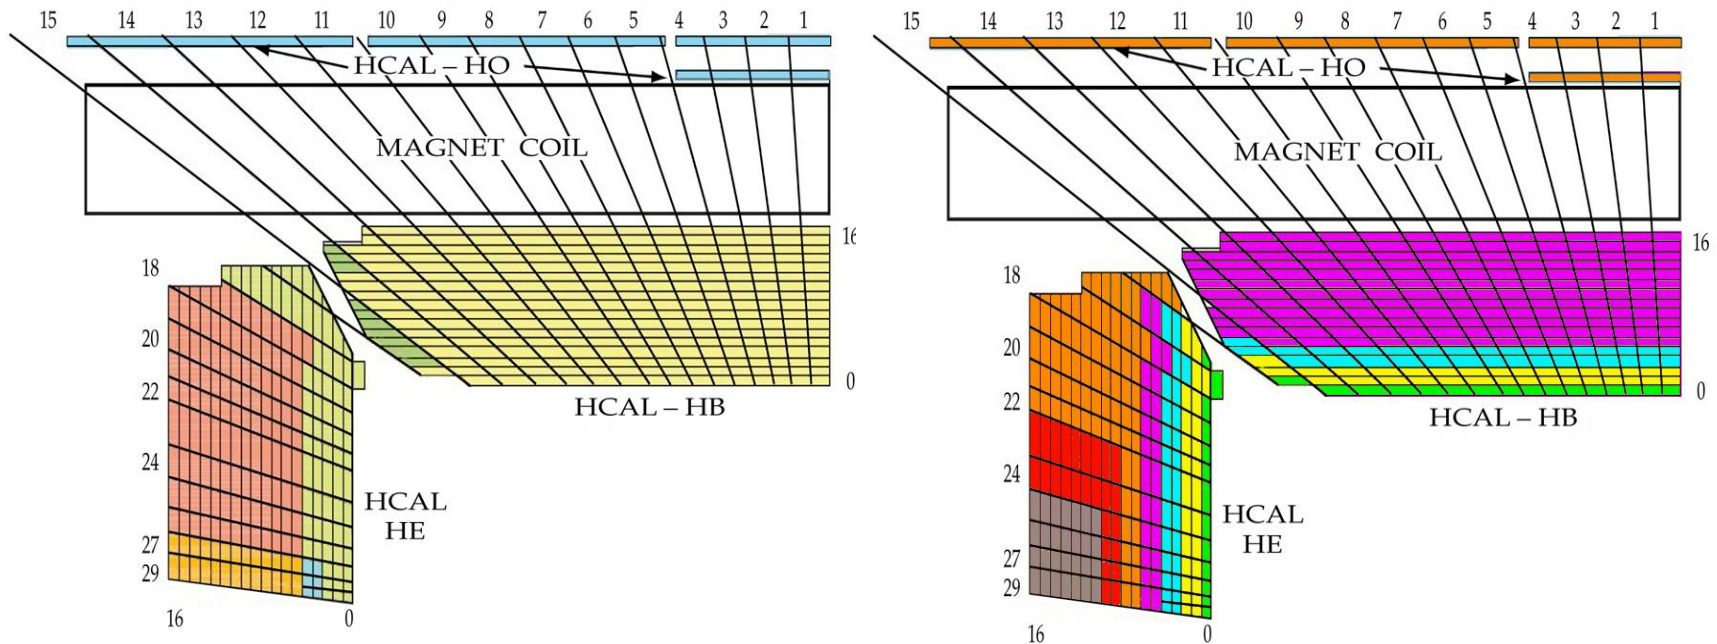 15 14 13 12 11 10 9 8 7 6 5 4 3 2 1
HCAL – HO
MAGNET COIL
16
18
20
22
24
27
29
0
HCAL – HB
HCAL
HE
16 0
15 14 13 12 11 10 9 8 7 6 5 4 3 2 1
HCAL – HO
MAGNET COIL
16
18
20
22
24
27
29
0
HCAL – HB
HCAL
HE
16 0